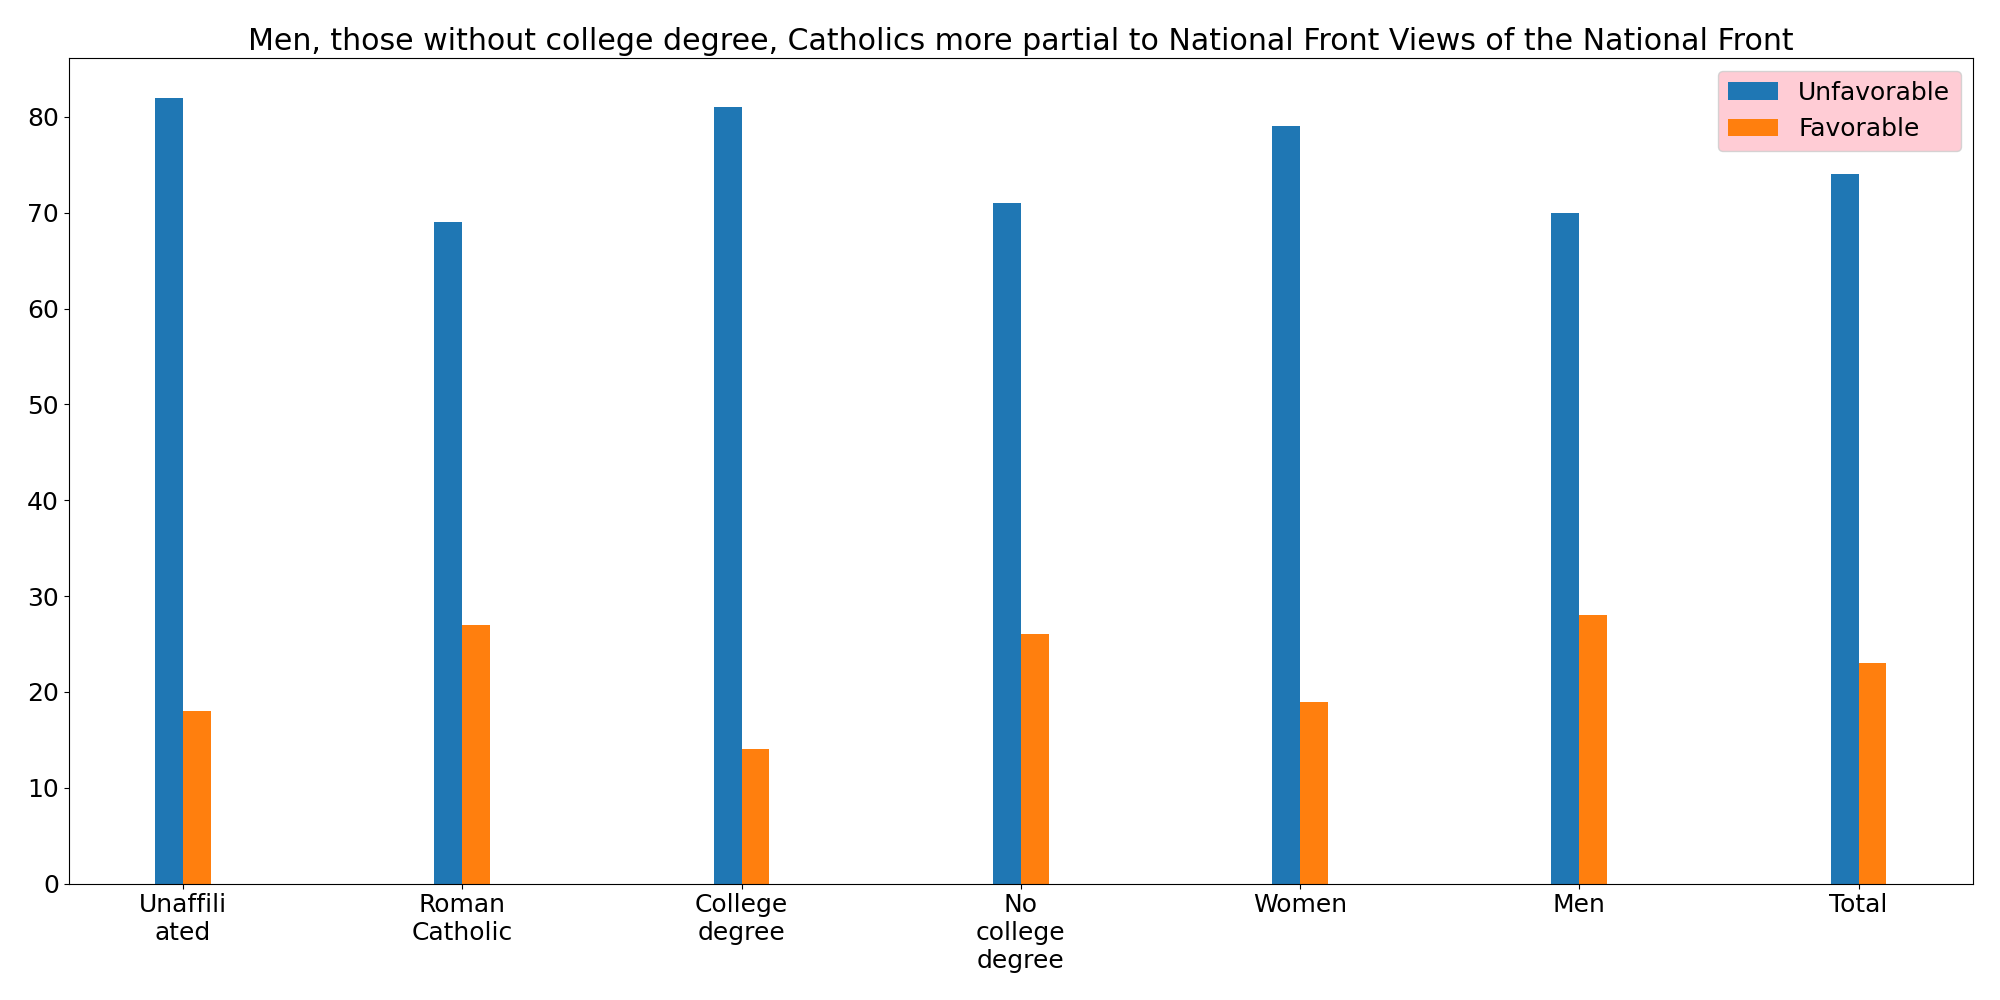 Men, those without college degree, Catholics more partial to National Front Views of the National Front
Unfavorable
Favorable
80
70
60
50
40
30
20
10
0
Unaffili
ated
Roman
Catholic
College
degree
No
college
degree
Women
Men
Total